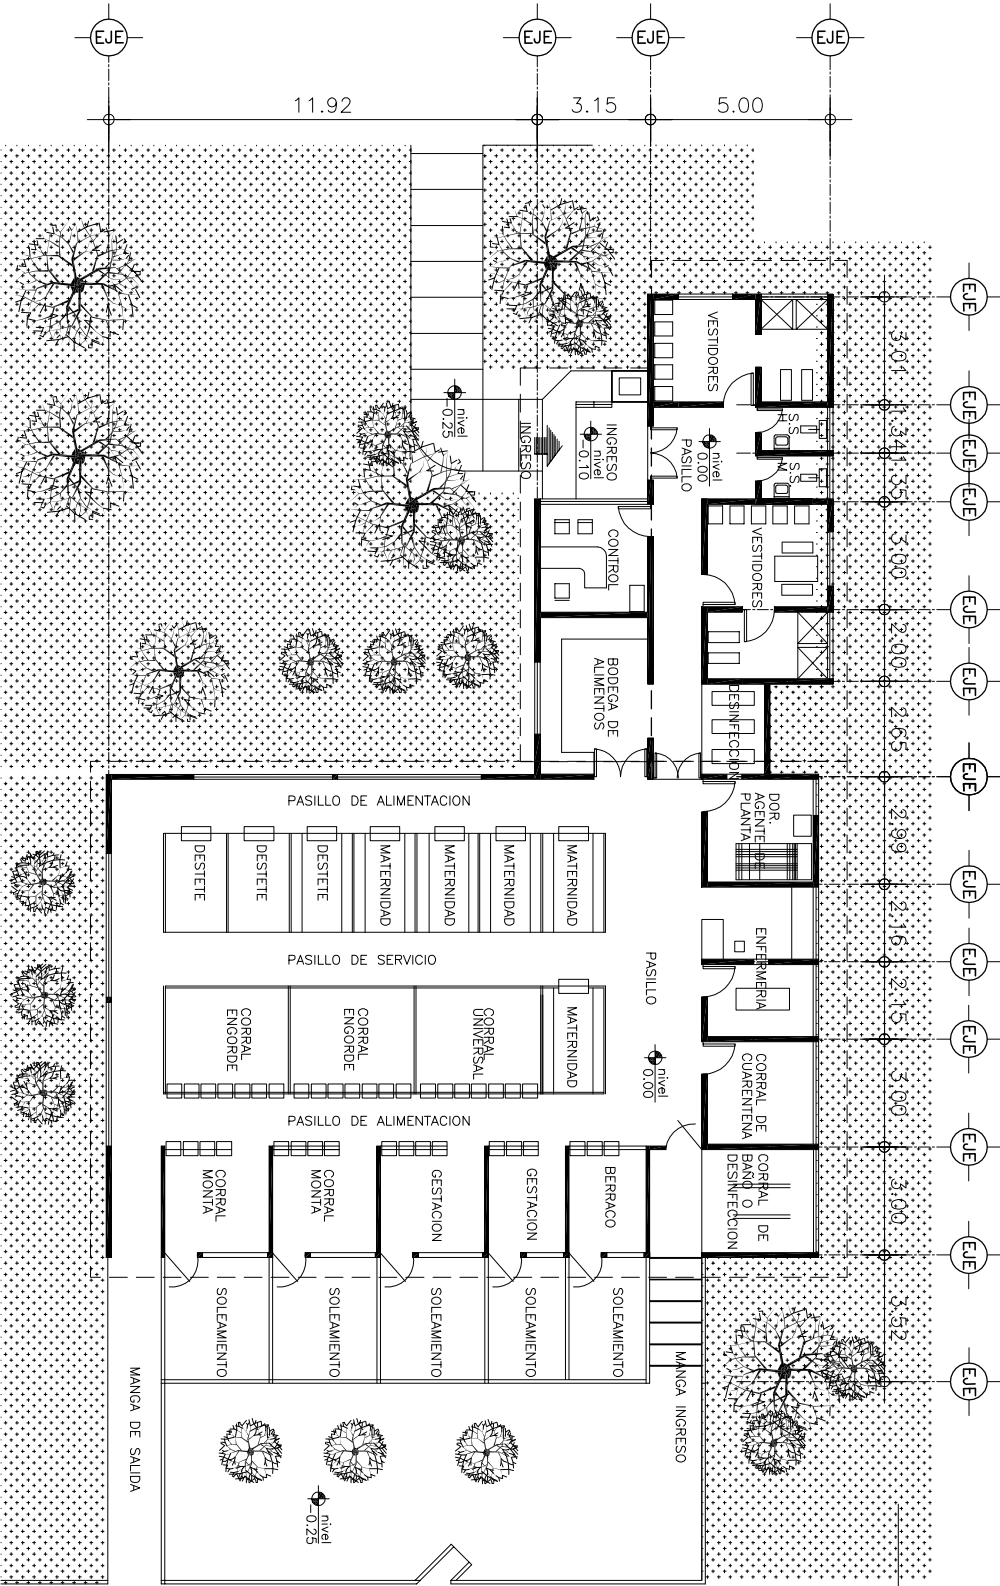 EJE
EJE
EJE
EJE
11.92
3.15
5.00
EJE
3.01
EJE
1.34
EJE
1.35
EJE
3.00
EJE
2.00
EJE
2.65
EJE
2.99
EJE
2.16
EJE
2.15
EJE
3.00
EJE
3.00
EJE
3.52
EJE
VESTIDORES
S.S.
H.
S.S.
M.
nivel
0.00
PASILLO
nivel
-0.25
INGRESO
INGRESO
nivel
-0.10
CONTROL
VESTIDORES
BODEGA DE
ALIMENTOS
DESINFECCION
PASILLO DE ALIMENTACION
DOR.
AGENTE DE
PLANTA
DESTETE
DESTETE
DESTETE
MATERNIDAD
MATERNIDAD
MATERNIDAD
MATERNIDAD
PASILLO DE SERVICIO
PASILLO
ENFERMERIA
CORRAL
ENGORDE
CORRAL
ENGORDE
CORRAL
UNIVERSAL
MATERNIDAD
nivel
0.00
CORRAL DE
CUARENTENA
PASILLO DE ALIMENTACION
CORRAL
MONTA
CORRAL
MONTA
GESTACION
GESTACION
BERRACO
CORRAL DE
BAÑO O
DESINFECCION
SOLEAMIENTO
SOLEAMIENTO
SOLEAMIENTO
SOLEAMIENTO
SOLEAMIENTO
MANGA DE SALIDA
MANGA INGRESO
nivel
-0.25